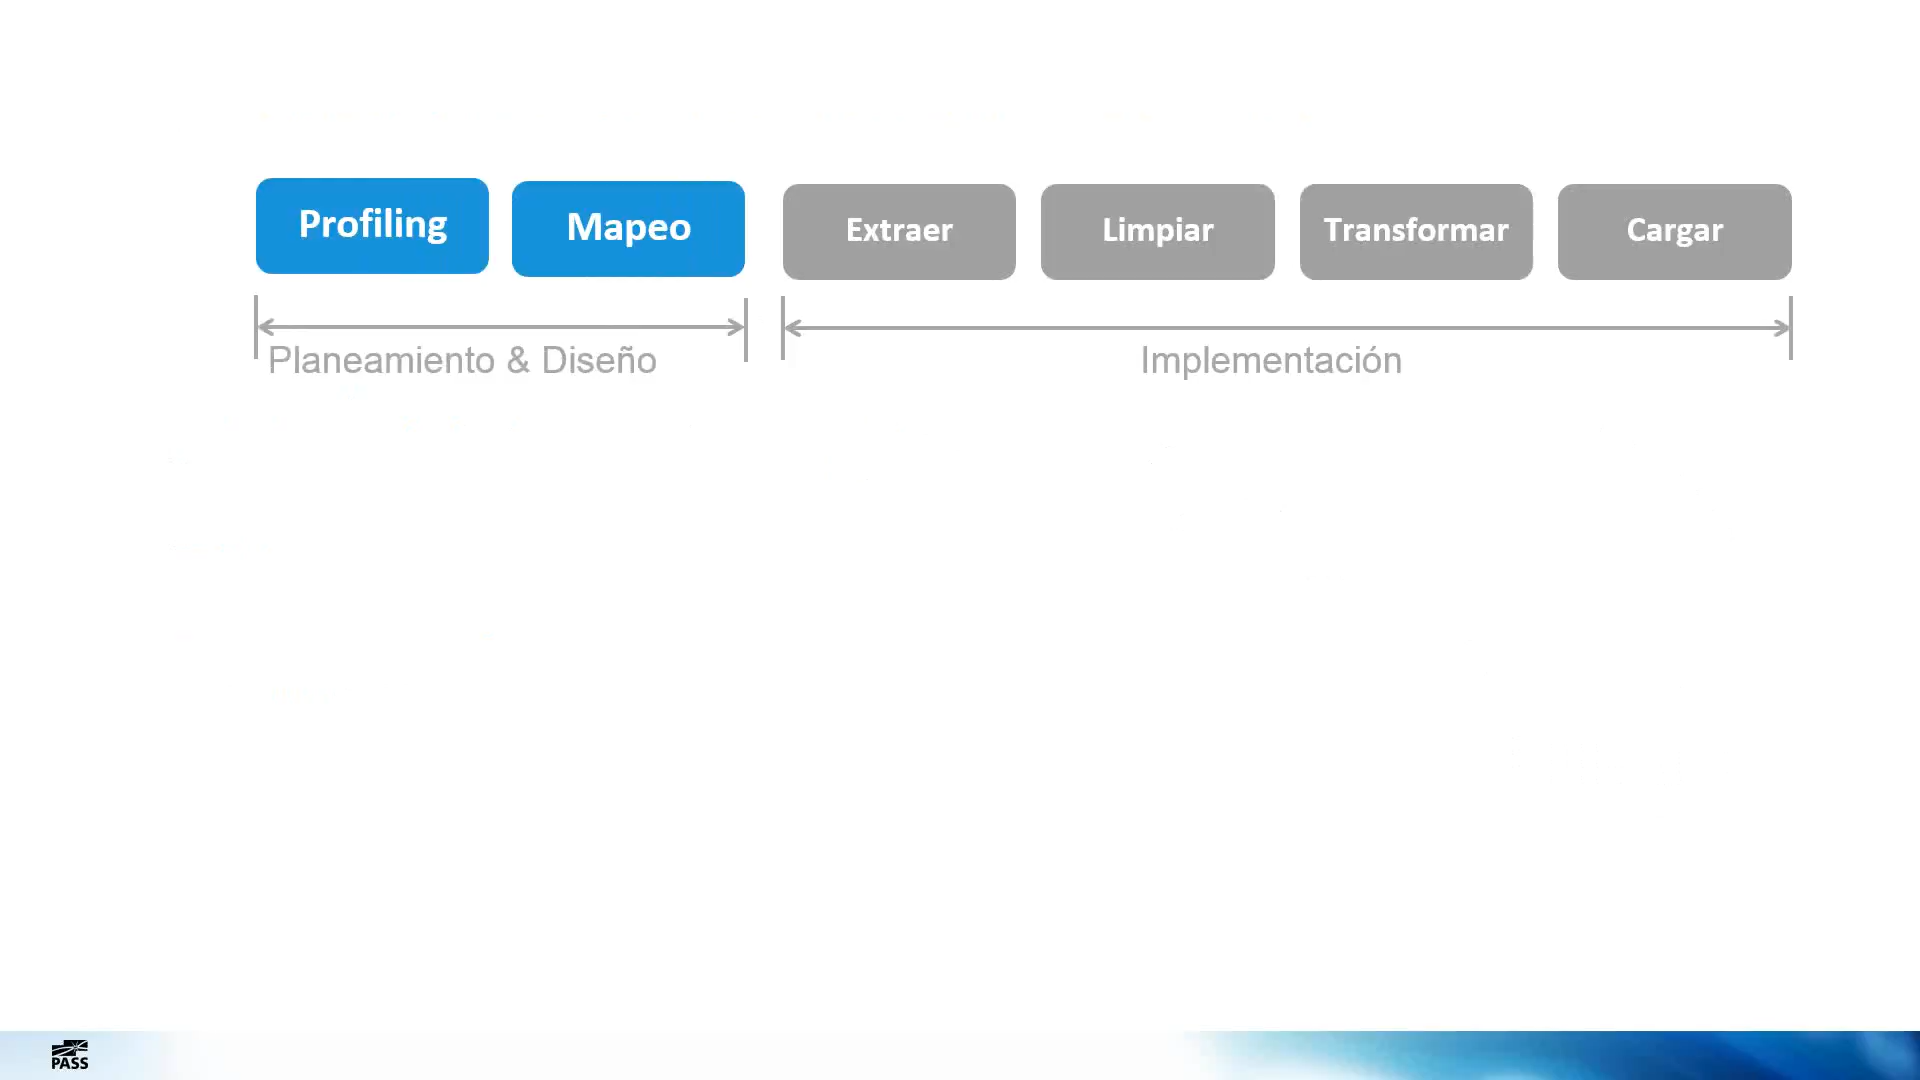 Profiling
Mapeo
Extraer
Limpiar
Transformar
Cargar
Planeamiento & Diseño
Implementación
PASS